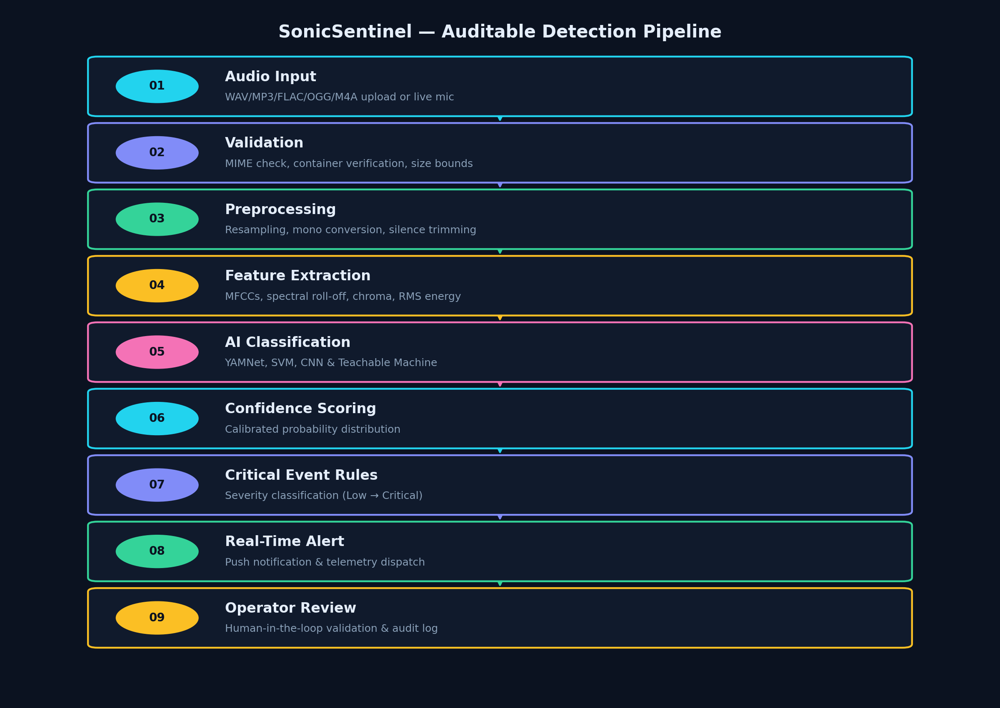 SonicSentinel — Auditable Detection Pipeline
01
Audio Input
WAV/MP3/FLAC/OGG/M4A upload or live mic
02
Validation
MIME check, container verification, size bounds
03
Preprocessing
Resampling, mono conversion, silence trimming
04
Feature Extraction
MFCCs, spectral roll-off, chroma, RMS energy
05
AI Classification
YAMNet, SVM, CNN & Teachable Machine
06
Confidence Scoring
Calibrated probability distribution
07
Critical Event Rules
Severity classification (Low → Critical)
08
Real-Time Alert
Push notification & telemetry dispatch
09
Operator Review
Human-in-the-loop validation & audit log